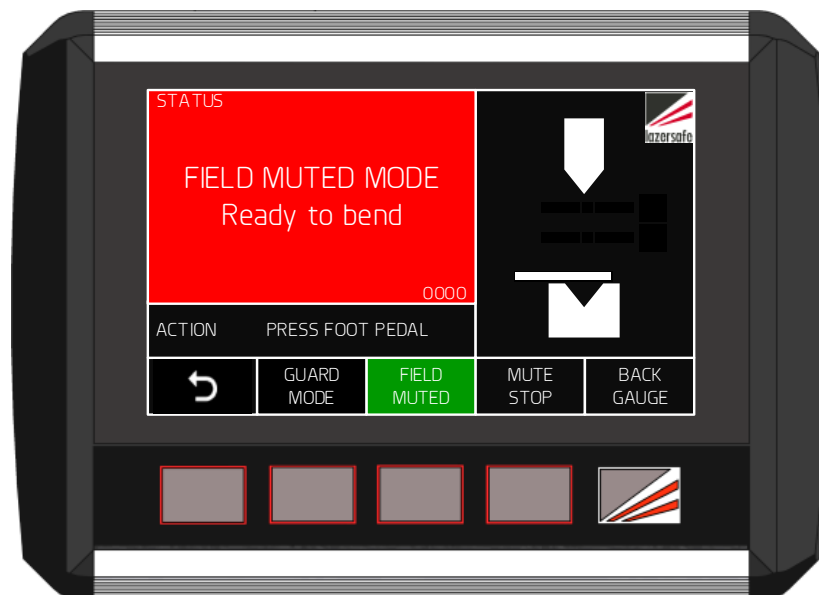 STATUS
lazersafe
FIELD MUTED MODE
Ready to bend
0000
ACTION PRESS FOOT PEDAL
GUARD
MODE
FIELD
MUTED
MUTE
STOP
BACK
GAUGE